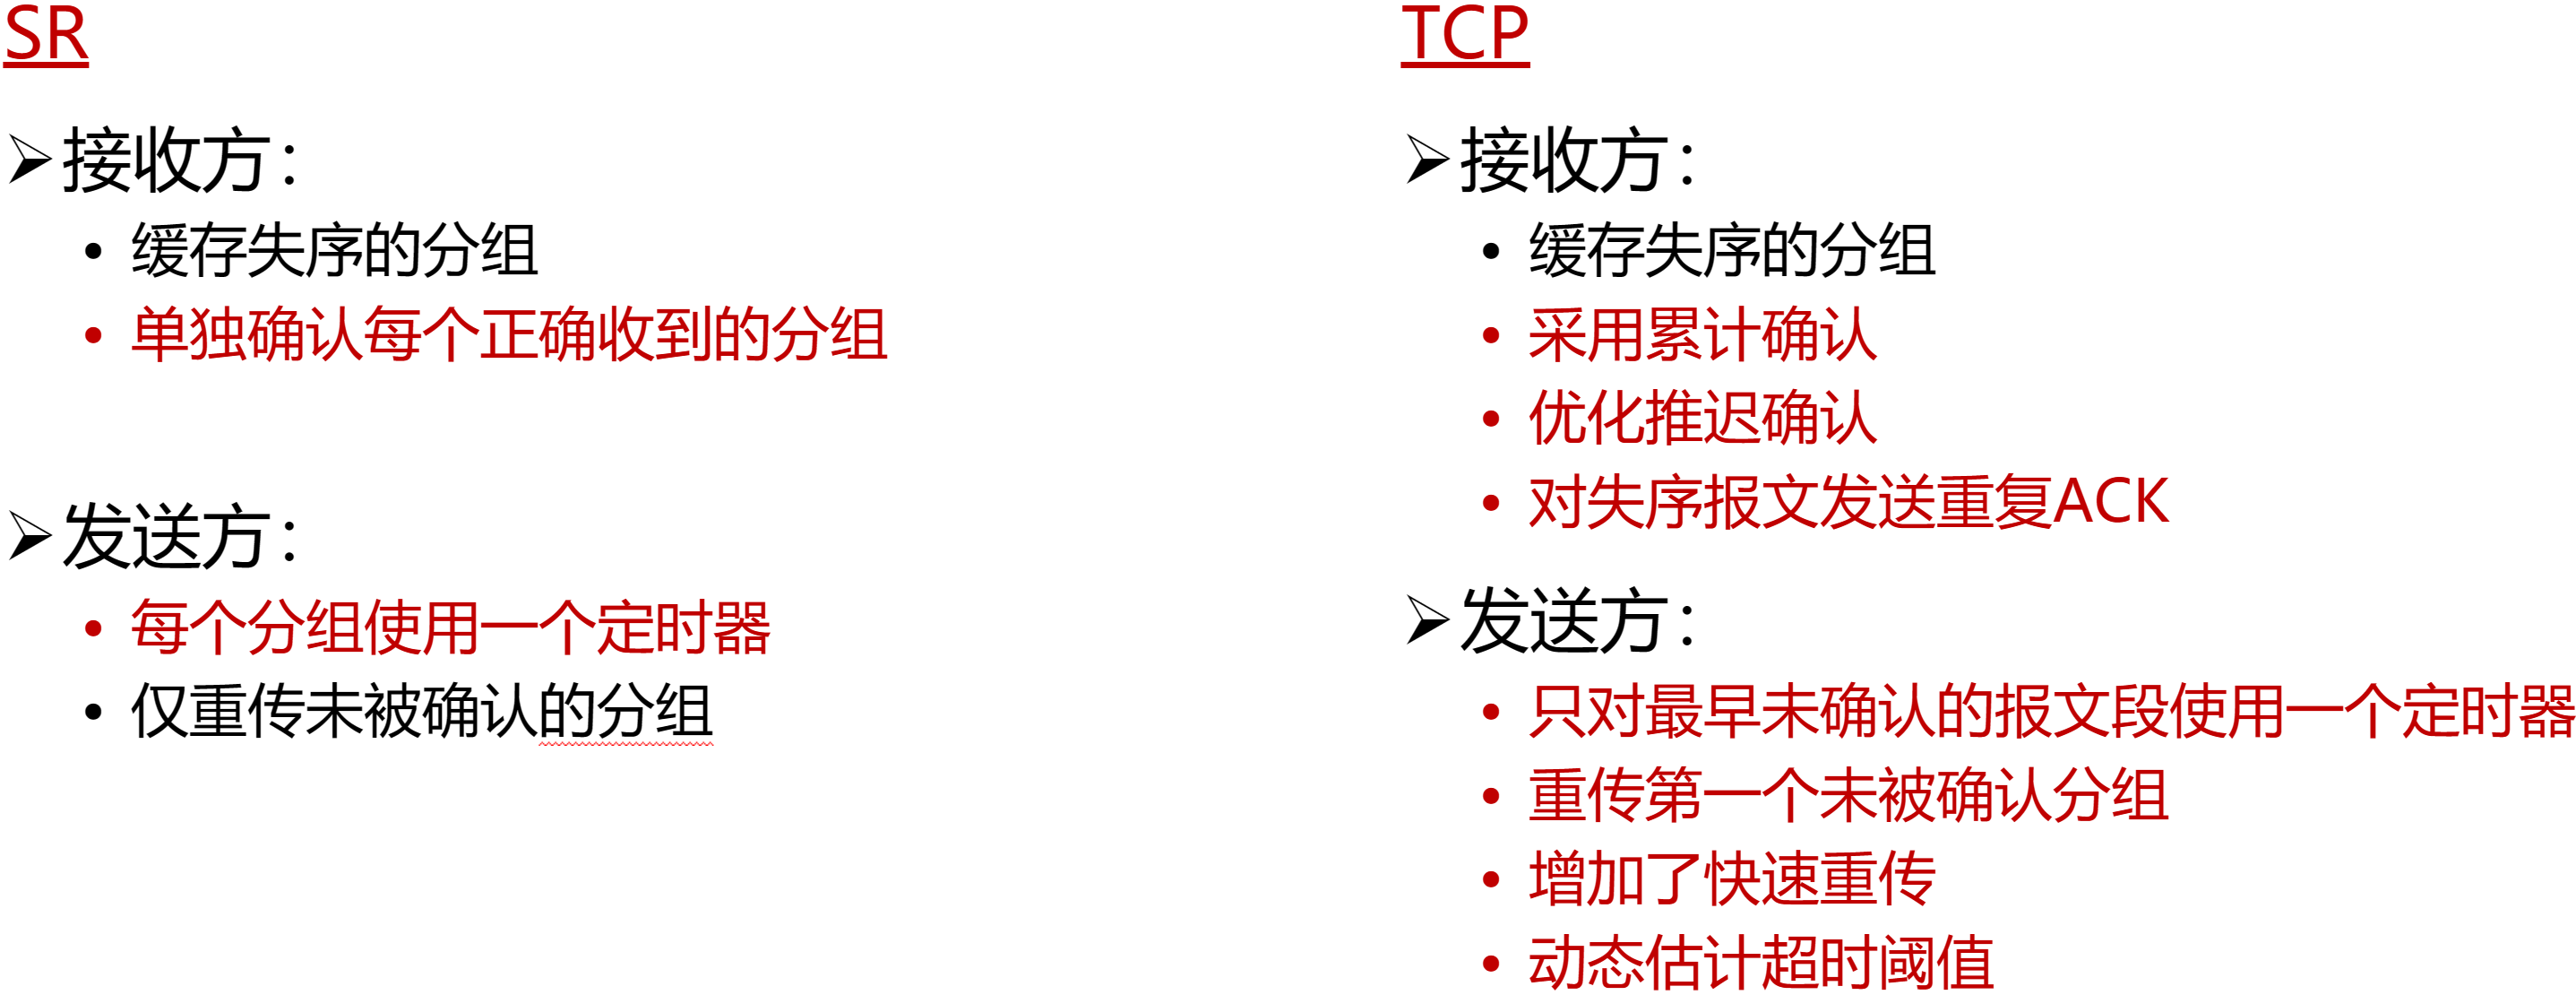 SR
接收方：
缓存失序的分组
单独确认每个正确收到的分组
发送方：
每个分组使用一个定时器
仅重传未被确认的分组
TCP
接收方：
缓存失序的分组
采用累计确认
优化推迟确认
对失序报文发送重复ACK
发送方：
只对最早未确认的报文段使用一个定时器
重传第一个未被确认分组
增加了快速重传
动态估计超时阈值